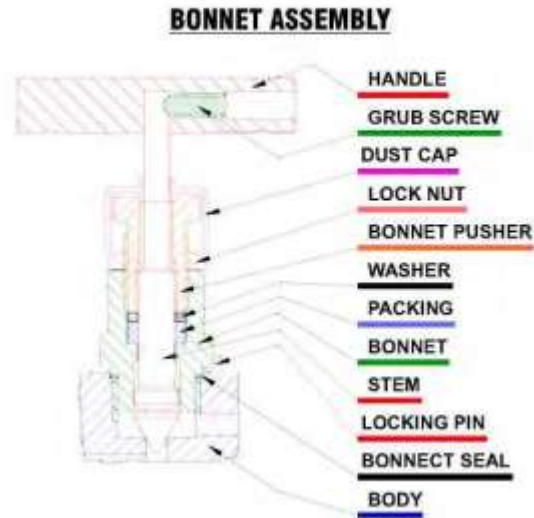 BONNET ASSEMBLY
HANDLE
GRUB SCREW
DUST CAP
LOCK NUT
BONNET PUSHER
WASHER
PACKING
BONNET
STEM
LOCKING PIN
BONNECT SEAL
BODY